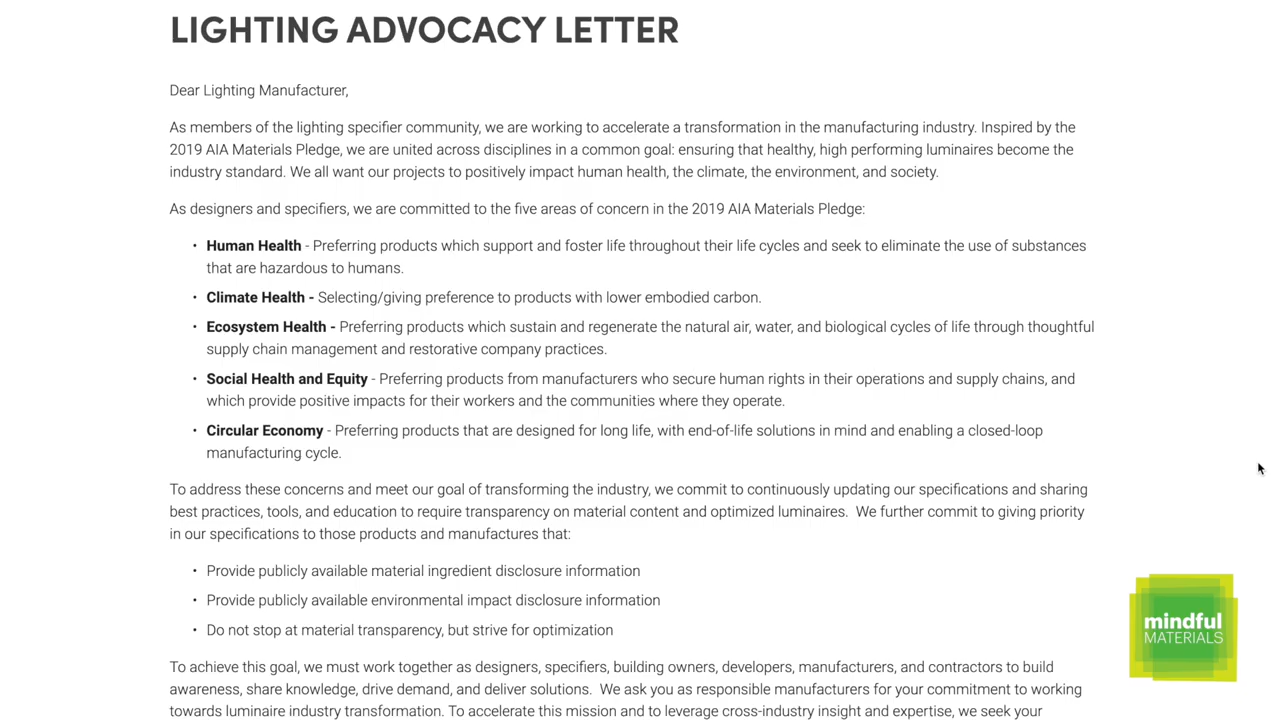 LIGHTING ADVOCACY LETTER
Dear Lighting Manufacturer,
As members of the lighting specifier community, we are working to accelerate a transformation in the manufacturing industry. Inspired by the
2019 AIA Materials Pledge, we are united across disciplines in a common goal: ensuring that healthy, high performing luminaires become the
industry standard. We all want our projects to positively impact human health, the climate, the environment, and society.
As designers and specifiers, we are committed to the five areas of concern in the 2019 AIA Materials Pledge:
• Human Health - Preferring products which support and foster life throughout their life cycles and seek to eliminate the use of substances
that are hazardous to humans.
• Climate Health - Selecting/giving preference to products with lower embodied carbon.
• Ecosystem Health - Preferring products which sustain and regenerate the natural air, water, and biological cycles of life through thoughtful
supply chain management and restorative company practices.
• Social Health and Equity - Preferring products from manufacturers who secure human rights in their operations and supply chains, and
which provide positive impacts for their workers and the communities where they operate.
• Circular Economy - Preferring products that are designed for long life, with end-of-life solutions in mind and enabling a closed-loop
manufacturing cycle.
To address these concerns and meet our goal of transforming the industry, we commit to continuously updating our specifications and sharing
best practices, tools, and education to require transparency on material content and optimized luminaires.  We further commit to giving priority
in our specifications to those products and manufactures that:
• Provide publicly available material ingredient disclosure information
• Provide publicly available environmental impact disclosure information
• Do not stop at material transparency, but strive for optimization
To achieve this goal, we must work together as designers, specifiers, building owners, developers, manufacturers, and contractors to build
awareness, share knowledge, drive demand, and deliver solutions.  We ask you as responsible manufacturers for your commitment to working
towards luminaire industry transformation. To accelerate this mission and to leverage cross-industry insight and expertise, we seek your
mindful
MATERIALS